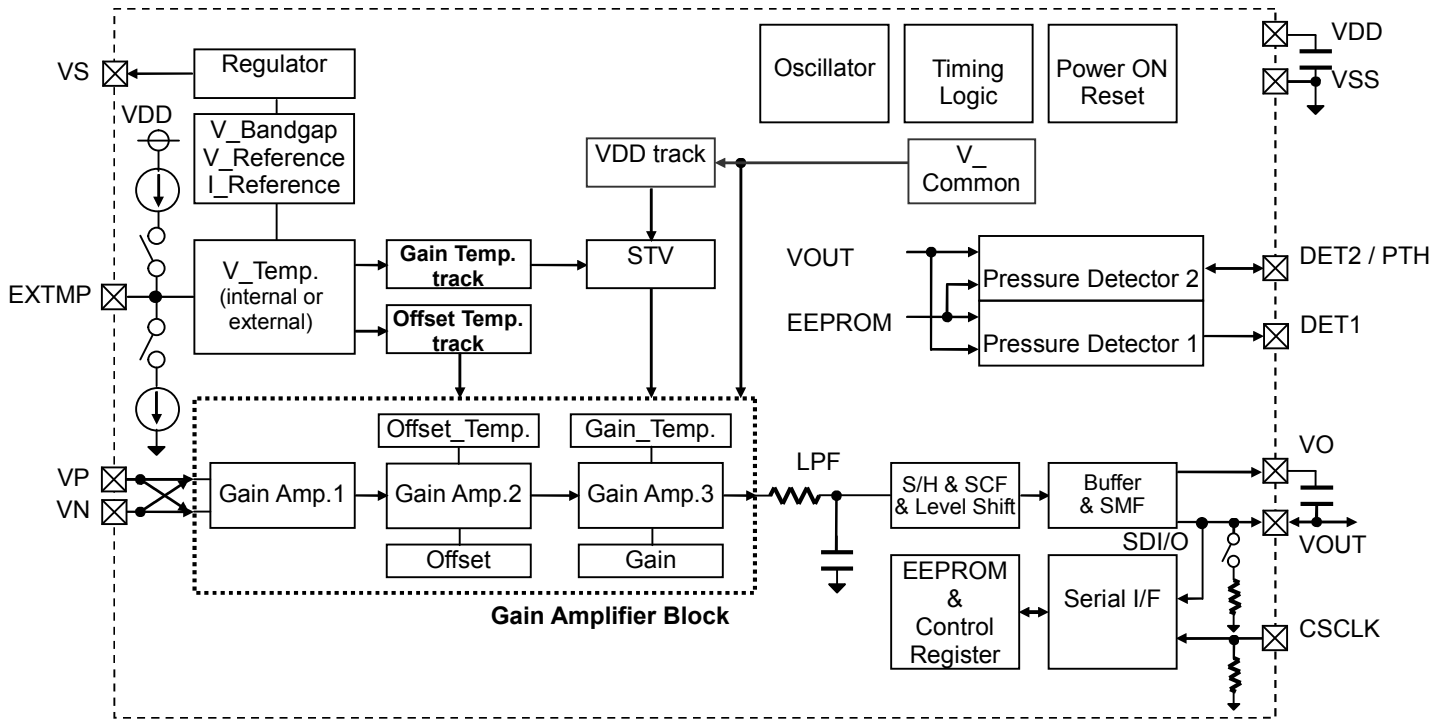 VS
Regulator
Oscillator
Timing
Logic
Power ON
Reset
VDD
VSS
VDD
V_Bandgap
V_Reference
I_Reference
VDD track
V_
Common
EXTMP
V_Temp.
(internal or
external)
Gain Temp.
track
STV
Offset Temp.
track
VOUT
EEPROM
Pressure Detector 2
Pressure Detector 1
DET2 / PTH
DET1
Offset_Temp.
Gain_Temp.
VP
VN
Gain Amp.1
Gain Amp.2
Gain Amp.3
Offset
Gain
Gain Amplifier Block
LPF
S/H & SCF
& Level Shift
Buffer
& SMF
VO
VOUT
SDI/O
EEPROM
&
Control
Register
Serial I/F
CSCLK